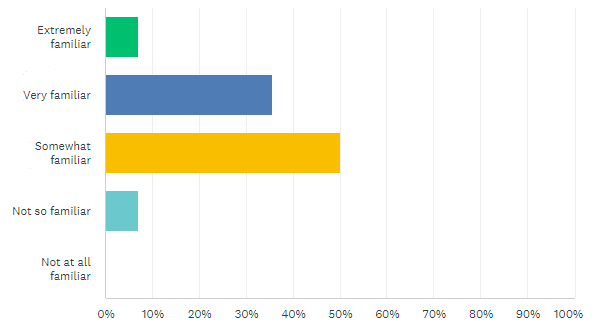 Extremely
familiar
Very familiar
Somewhat
familiar
Not so familiar
Not at all
familiar
0% 10% 20% 30% 40% 50% 60% 70% 80% 90% 100%